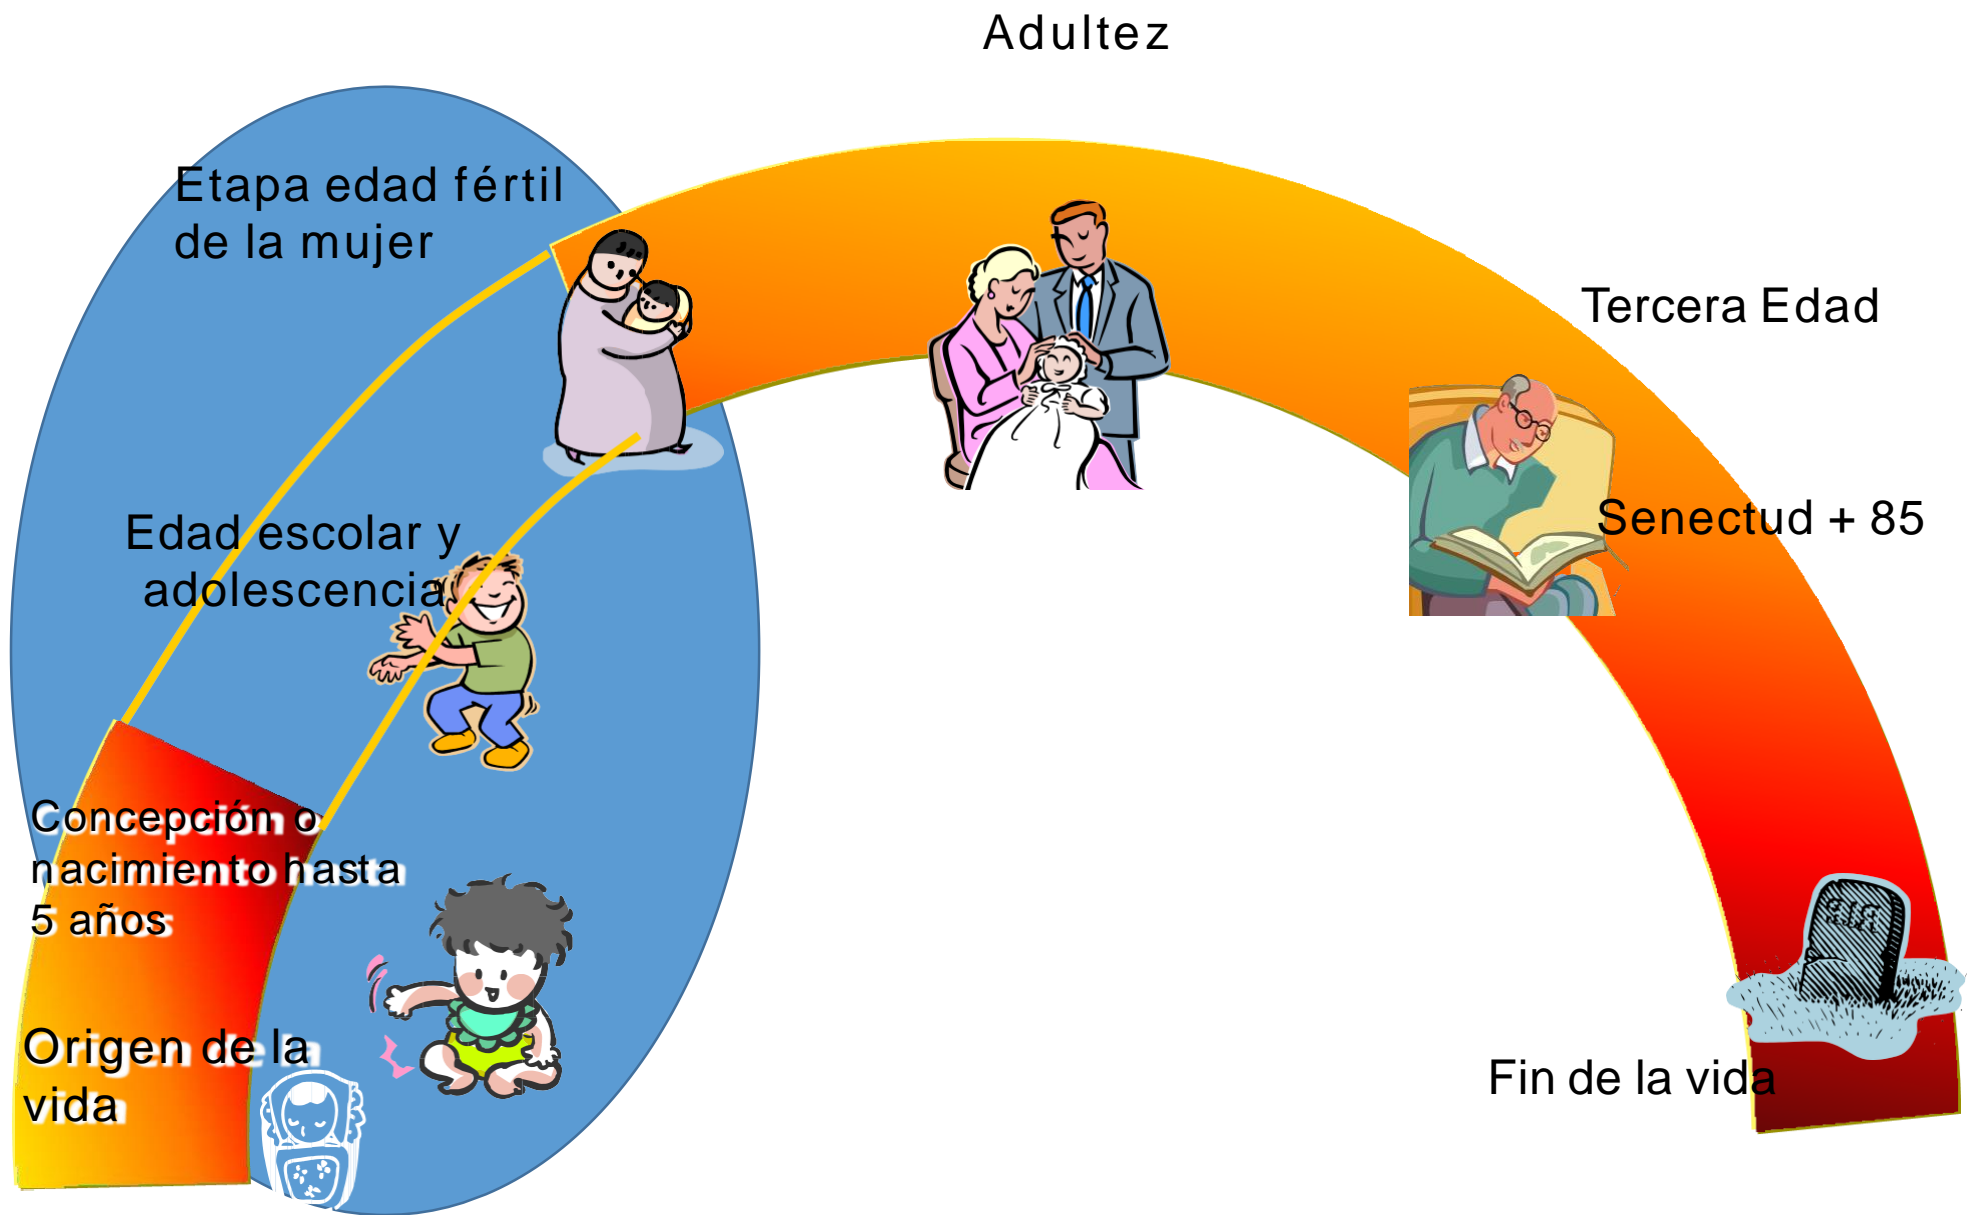 Adultez
Etapa edad fértil
de la mujer
Tercera Edad
Senectud + 85
Edad escolar y
adolescencia
Concepción o
nacimiento hasta
5 años
Origen de la
vida
Fin de la vida